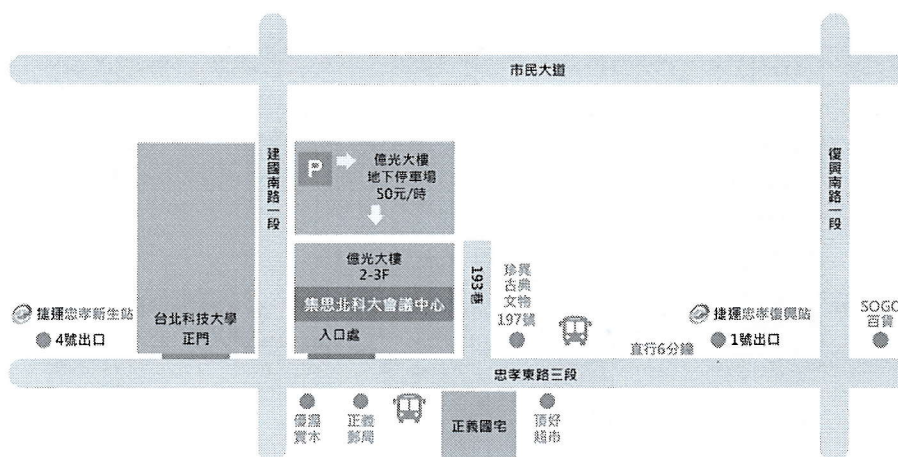 市民大道
建國南路一段
復興南路一段
P
億光大樓
地下停車場
50元/時
億光大樓
2-3F
集思北科大會議中心
入口處
193巷
珍異
古典
文物
197號
捷運忠孝新生站
4號出口
台北科技大學
正門
捷運忠孝復興站
1號出口
直行6分鐘
SOGO
百貨
忠孝東路三段
優渥
實木
正義
郵局
正義國宅
頂好
超市